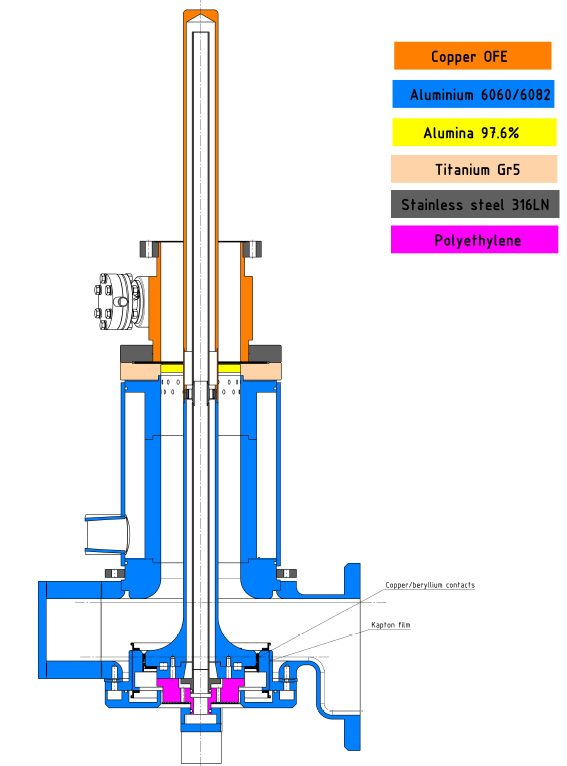 Copper OFE
Aluminium 6060/6082
Alumina 97.6%
Titanium Gr5
Stainless steel 316LN
Polyethylene
Copper/beryllium contacts
Kapton film